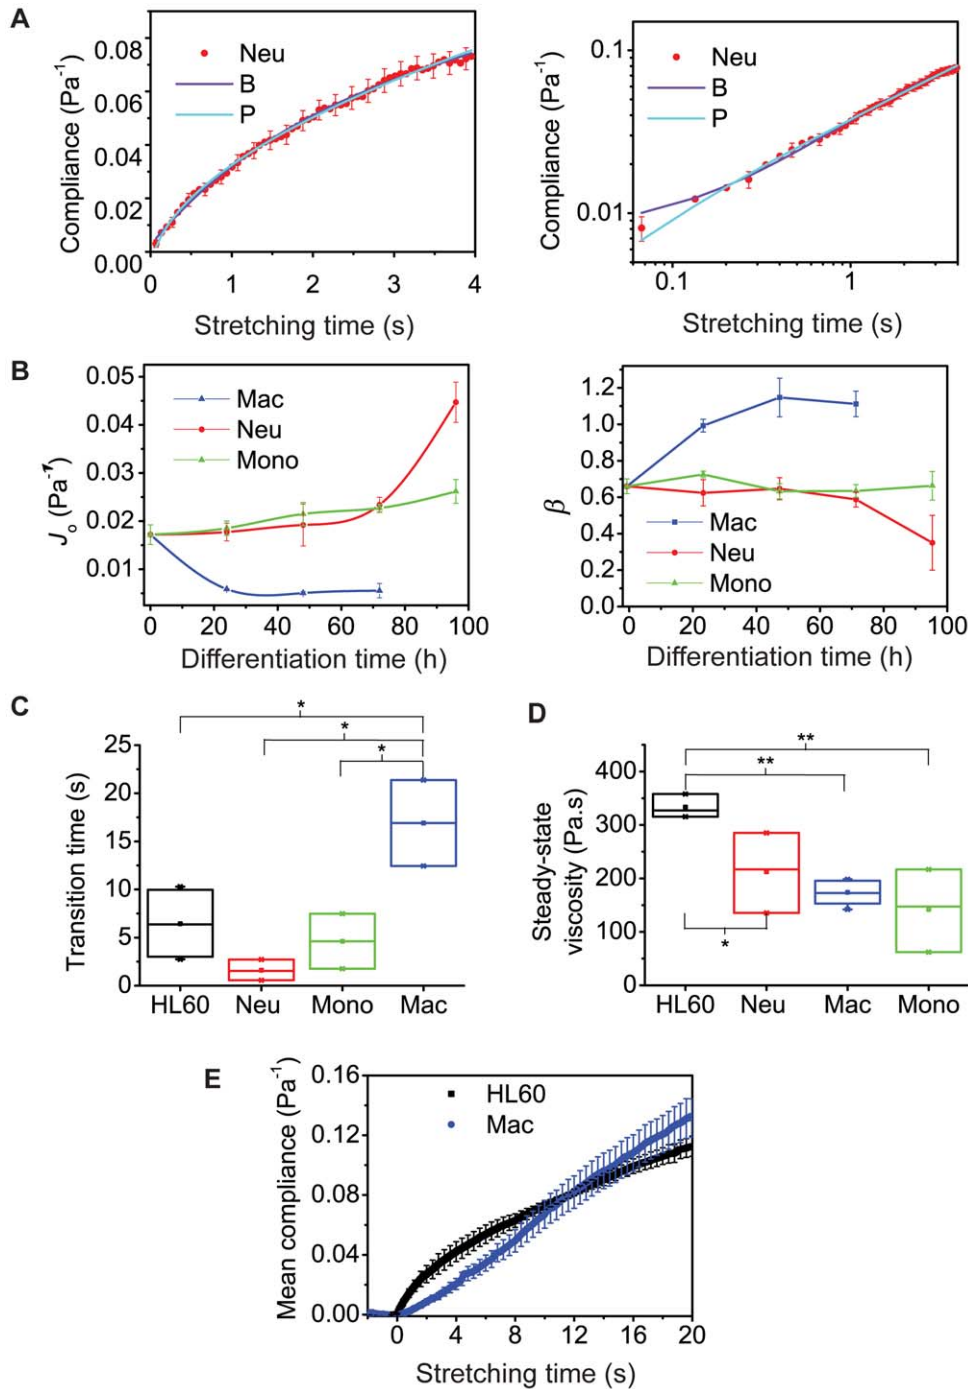 A
Compliance (Pa⁻¹)
0.08
0.06
0.04
0.02
0.00
Neu
B
P
0
1
2
3
4
Stretching time (s)
Compliance (Pa⁻¹)
0.1
0.01
Neu
B
P
0.1
1
Stretching time (s)
B
Jₒ (Pa⁻¹)
0.05
0.04
0.03
0.02
0.01
Mac
Neu
Mono
0 20 40 60 80 100
Differentiation time (h)
β
1.2
1.0
0.8
0.6
0.4
0.2
0.0
Mac
Neu
Mono
0 20 40 60 80 100
Differentiation time (h)
C
Transition time (s)
25
20
15
10
5
0
*
*
*
HL60 Neu Mono Mac
D
Steady-state
viscosity (Pa.s)
400
300
200
100
0
**
**
*
HL60 Neu Mac Mono
E
Mean compliance (Pa⁻¹)
0.16
0.12
0.08
0.04
0.00
HL60
Mac
0 4 8 12 16 20
Stretching time (s)